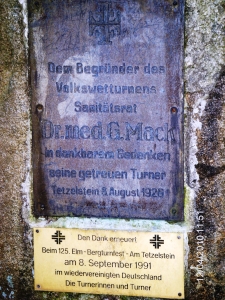 Dem Begründer des
Volkswetturnens
Sanitätsrat
Dr. med. G. Mack
in dankbarem Gedenken
seine getreuen Turner
Tetzelstein 8. August 1926
Den Dank erneuert
Beim 125. Elm - Bergturnfest - Am Tetzelstein
am 8. September 1991
im wiedervereinigten Deutschland
Die Turnerinnen und Turner